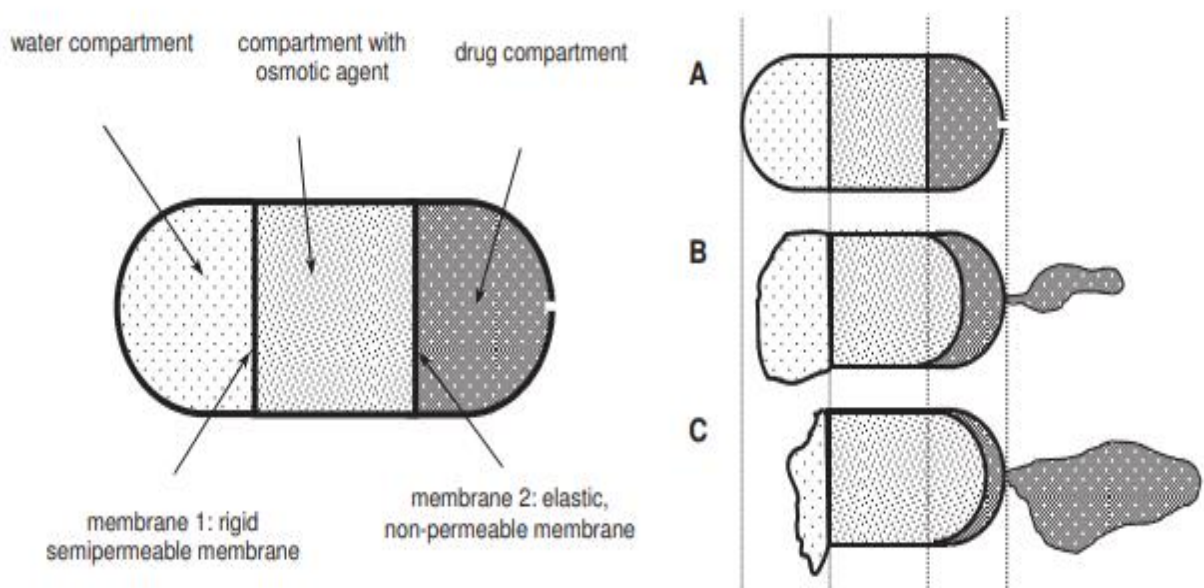 water compartment
compartment with
osmotic agent
drug compartment
membrane 1: rigid
semipermeable membrane
membrane 2: elastic,
non-permeable membrane
A
B
C